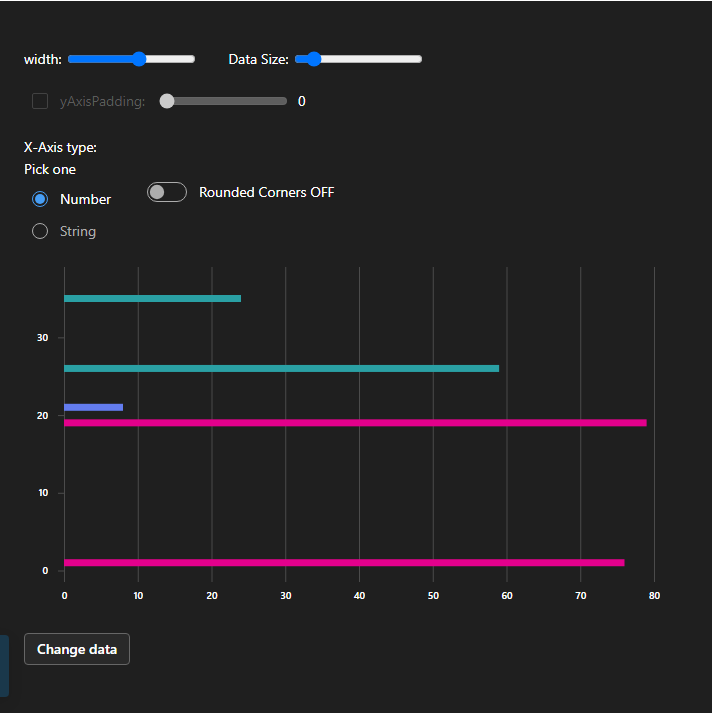 width: Data Size:
yAxisPadding: 0
X-Axis type:
Pick one
Number Rounded Corners OFF
String
30
20
10
0
0 10 20 30 40 50 60 70 80
Change data